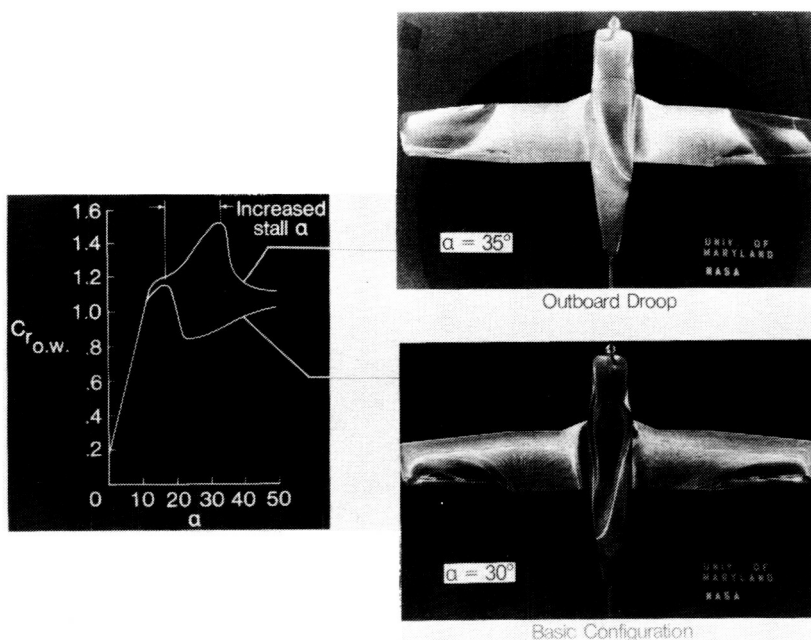 1.6
1.4
1.2
1.0
.8
.6
.4
.2
0
10 20 30 40 50
C r o.w.
α
Increased
stall α
α = 35°
UNIV OF
MARYLAND
NASA
Outboard Droop
α = 30°
UNIV OF
MARYLAND
NASA
Basic Configuration